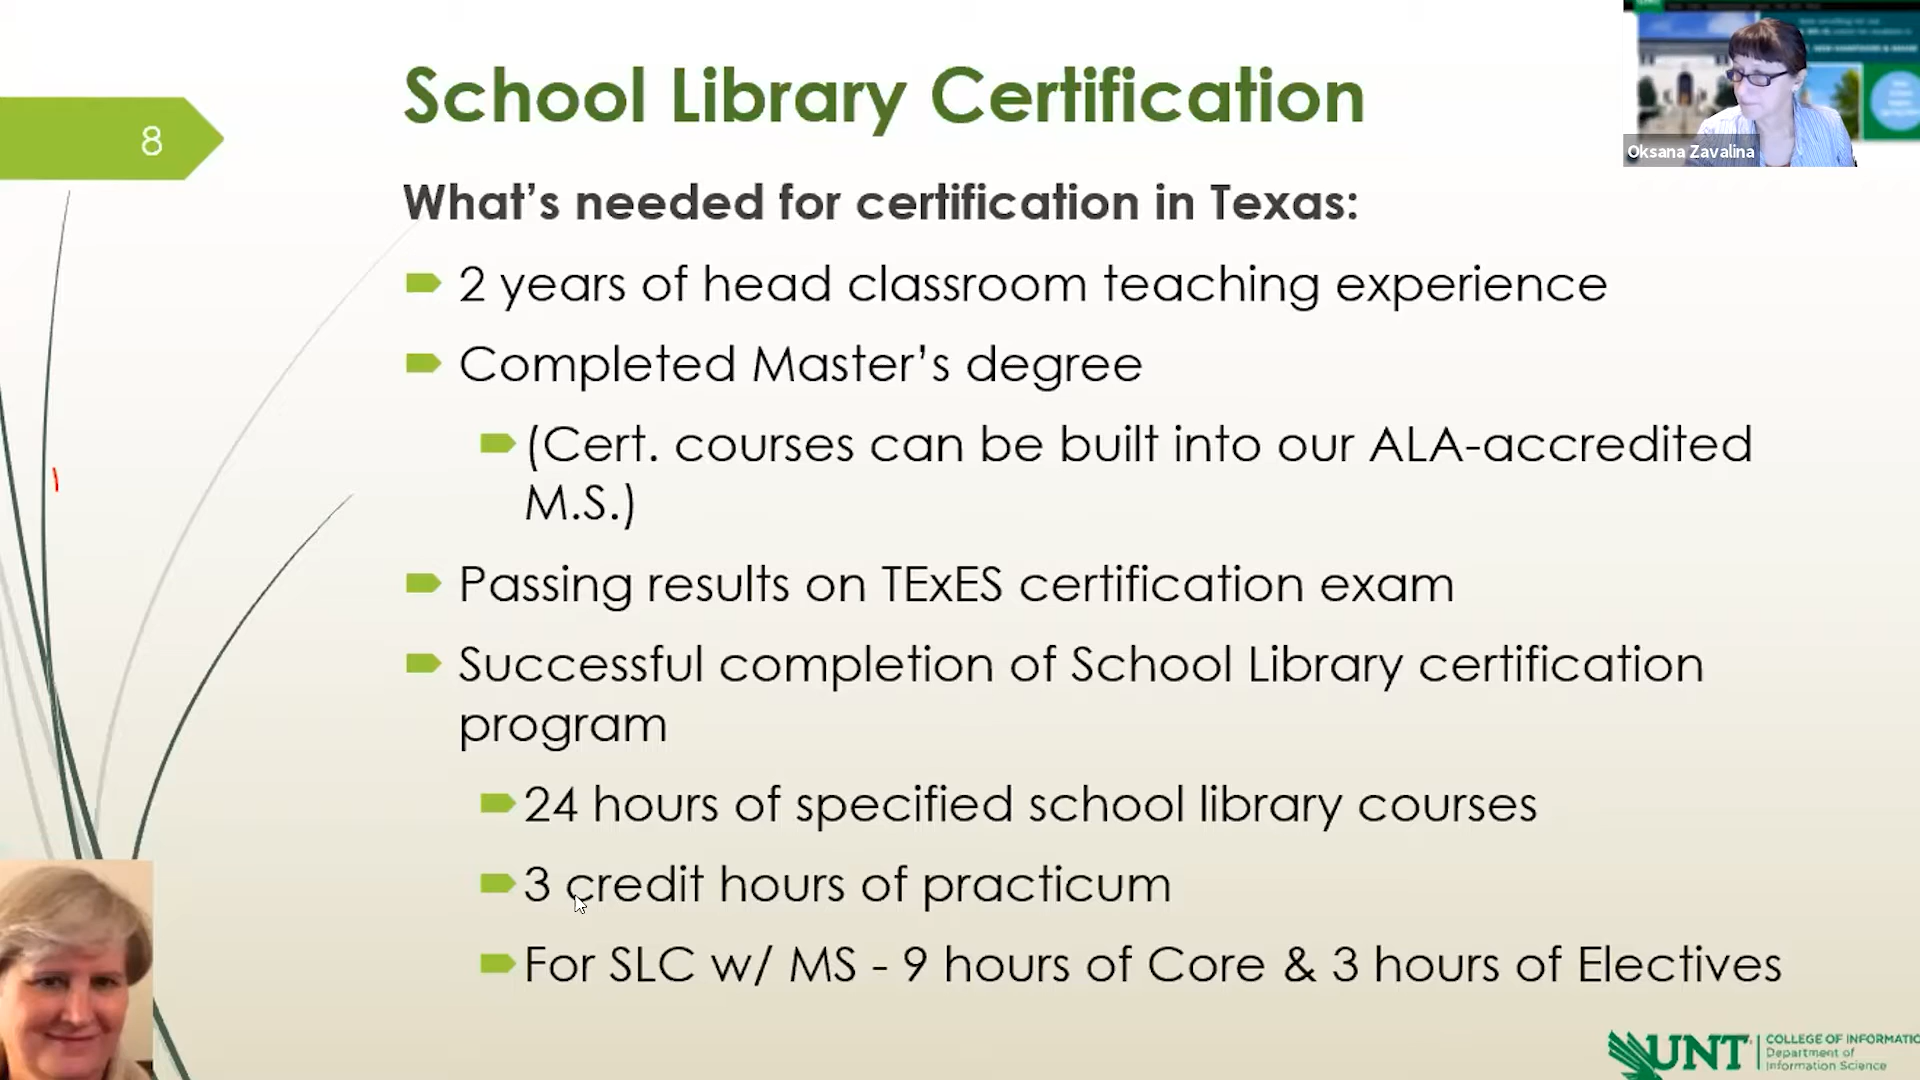 School Library Certification
8
Oksana Zavalina
What's needed for certification in Texas:
2 years of head classroom teaching experience
Completed Master's degree
(Cert. courses can be built into our ALA-accredited
M.S.)
Passing results on TExES certification exam
Successful completion of School Library certification
program
24 hours of specified school library courses
3 credit hours of practicum
For SLC w/ MS - 9 hours of Core & 3 hours of Electives
UNT
COLLEGE OF INFORMATIO
Department of
Information Science